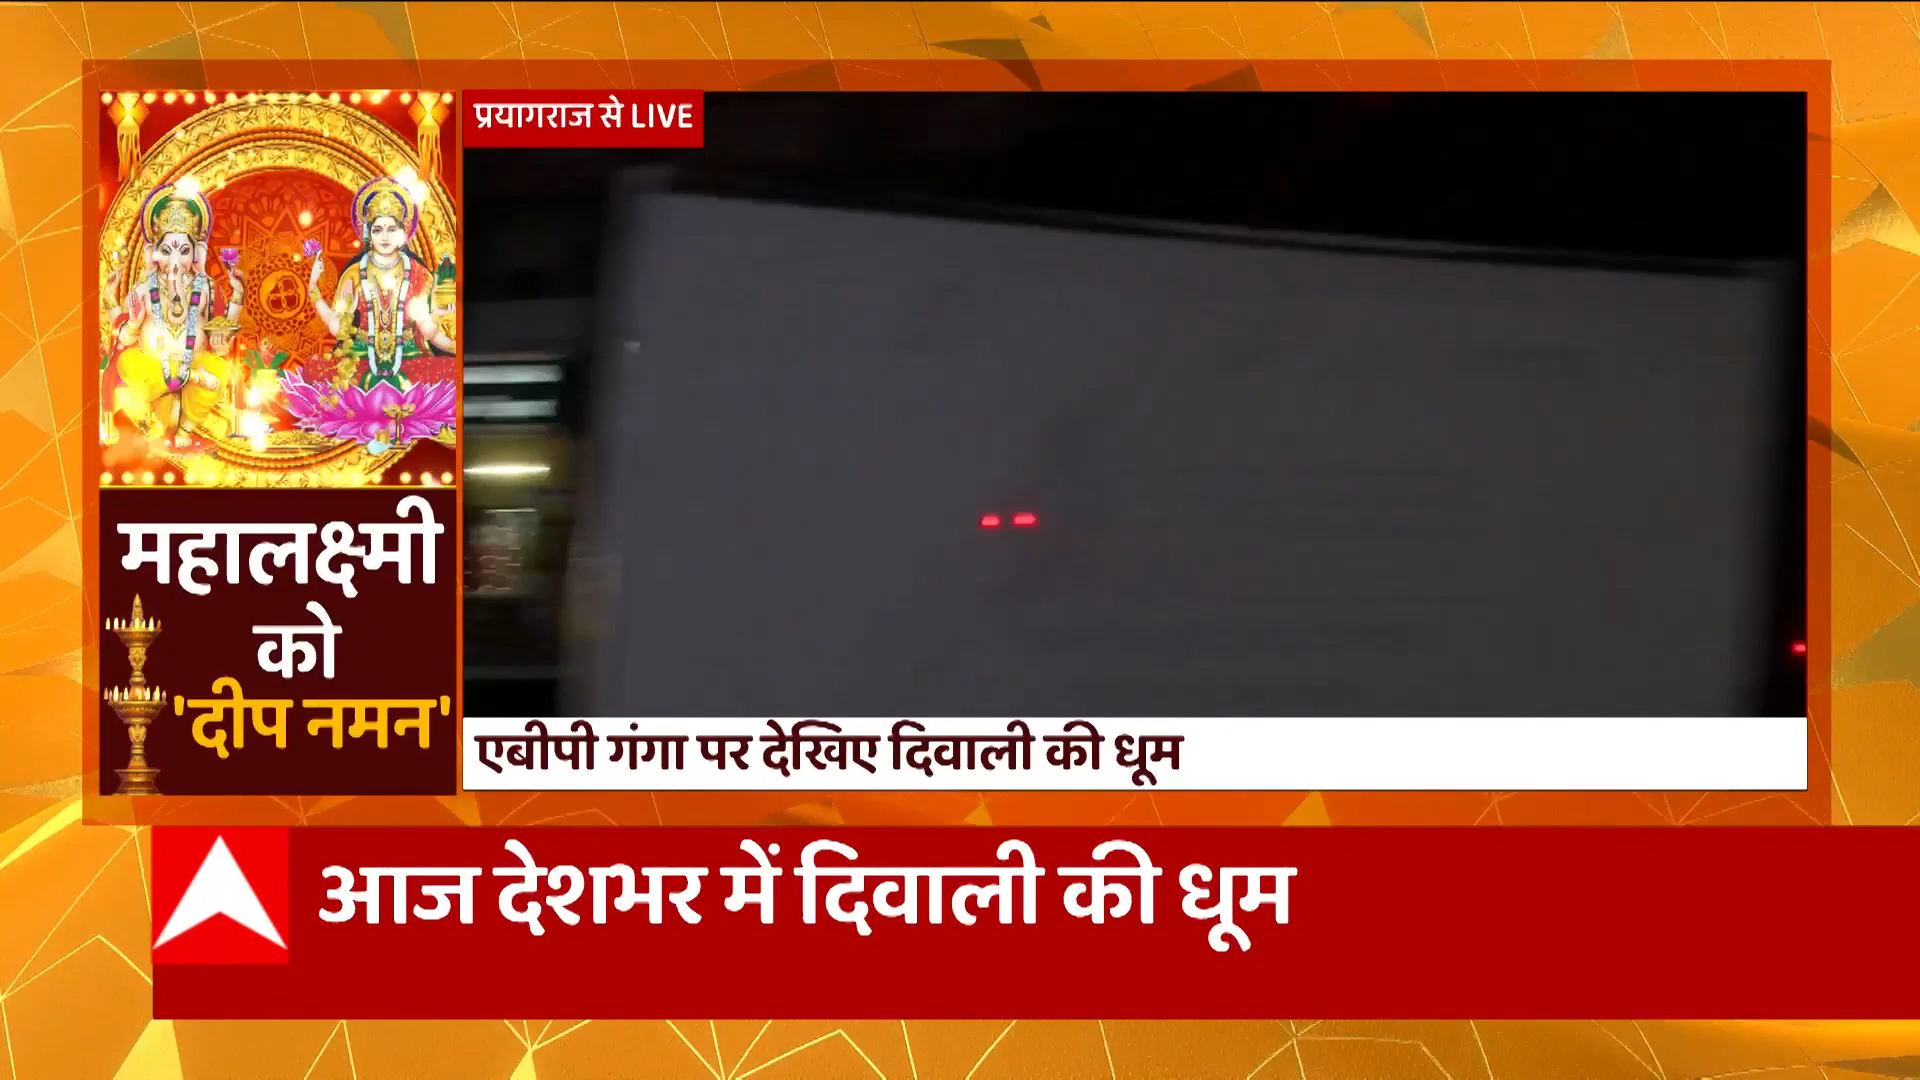 प्रयागराज से LIVE
महालक्ष्मी
को
'दीप नमन'
एबीपी गंगा पर देखिए दिवाली की धूम
आज देशभर में दिवाली की धूम